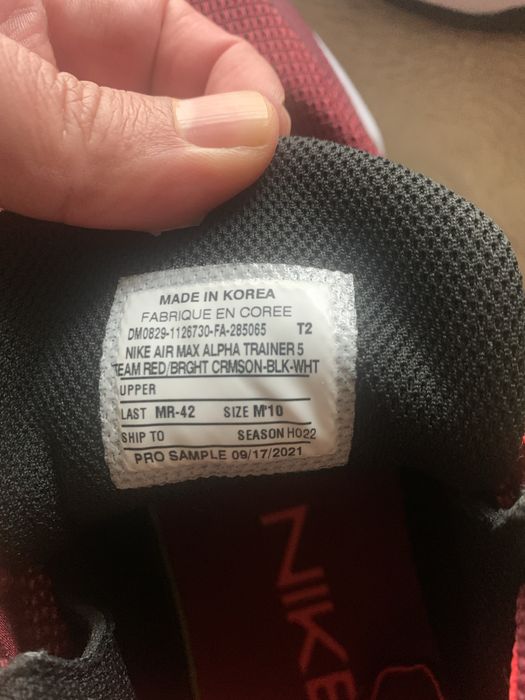 MADE IN KOREA
FABRIQUE EN COREE
DM0829-1126730-FA-285065 T2
NIKE AIR MAX ALPHA TRAINER 5
TEAM RED/BRGHT CRMSON-BLK-WHT
UPPER
LAST MR-42 SIZE M'10
SHIP TO SEASON HO22
PRO SAMPLE 09/17/2021
NIKE